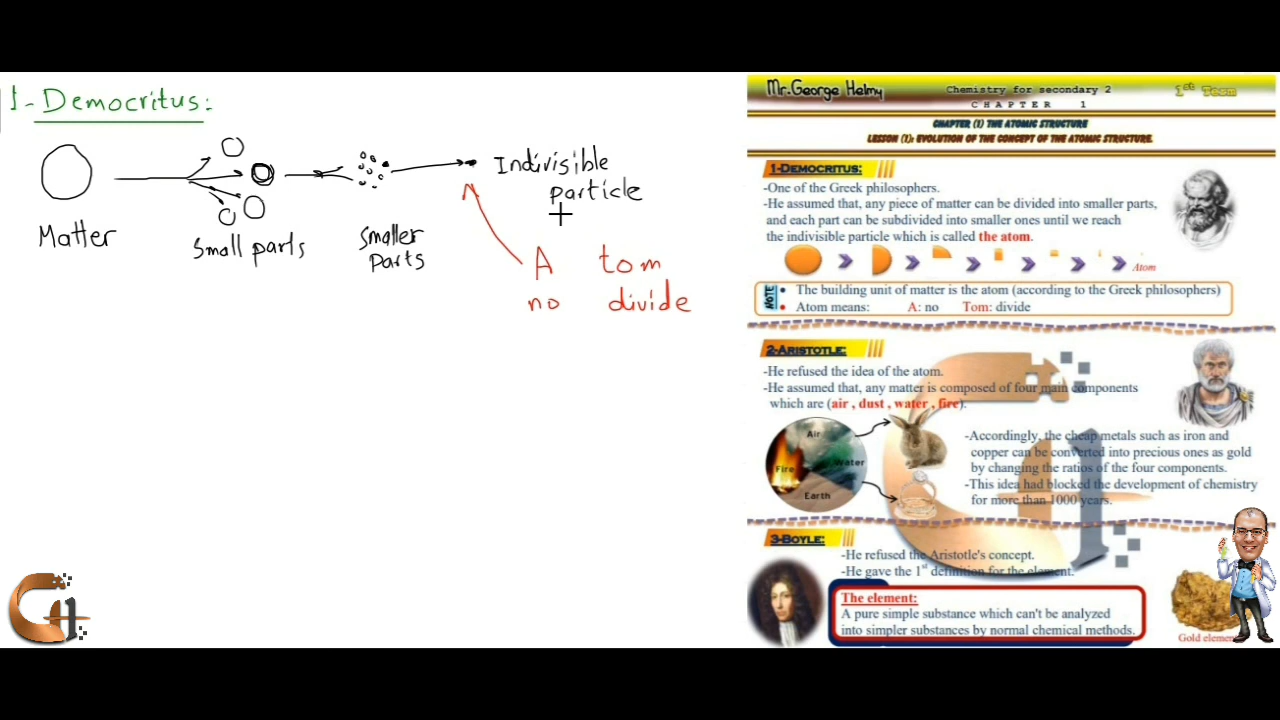 1- Democritus:
Matter
Small parts
Smaller
parts
Indivisible
particle
A tom
no divide
Mr.George Helmy
Chemistry for secondary 2
CHAPTER 1
1st Term
CHAPTER (1) THE ATOMIC STRUCTURE
LESSON (1): EVOLUTION OF THE CONCEPT OF THE ATOMIC STRUCTURE.
1-DEMOCRITUS:
-One of the Greek philosophers.
-He assumed that, any piece of matter can be divided into smaller parts,
and each part can be subdivided into smaller ones until we reach
the indivisible particle which is called the atom.
Atom
NOTE
• The building unit of matter is the atom (according to the Greek philosophers)
• Atom means: A: no Tom: divide
2-ARISTOTLE:
-He refused the idea of the atom.
-He assumed that, any matter is composed of four main components
which are (air , dust , water , fire).
Air
Water
Fire
Earth
-Accordingly, the cheap metals such as iron and
copper can be converted into precious ones as gold
by changing the ratios of the four components.
-This idea had blocked the development of chemistry
for more than 1000 years.
3-BOYLE:
-He refused the Aristotle's concept.
-He gave the 1st definition for the element.
The element:
A pure simple substance which can't be analyzed
into simpler substances by normal chemical methods.
Gold element